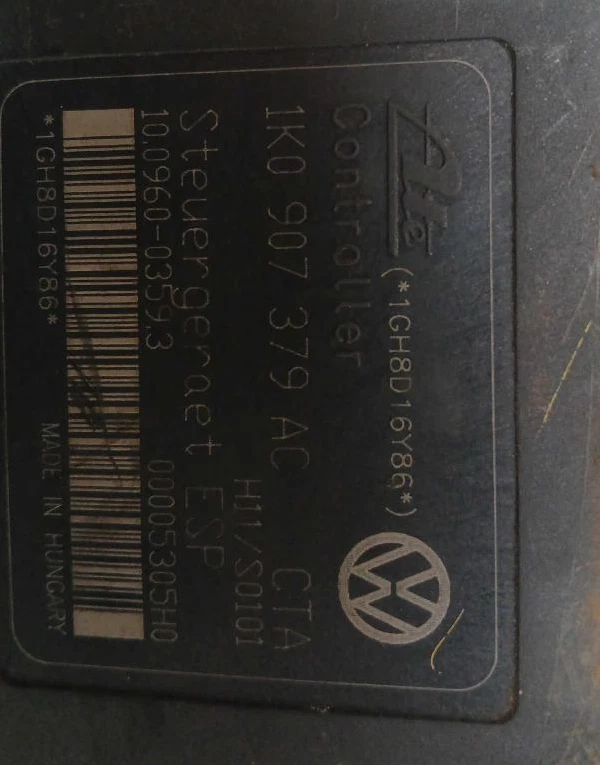 Ate (*1GH8D16Y86*)
Controller
1K0 907 379 AC CTA
H11/S0101
Steuergeraet ESP
10.0960-0359.3 00005305H0
*1GH8D16Y86* MADE IN HUNGARY